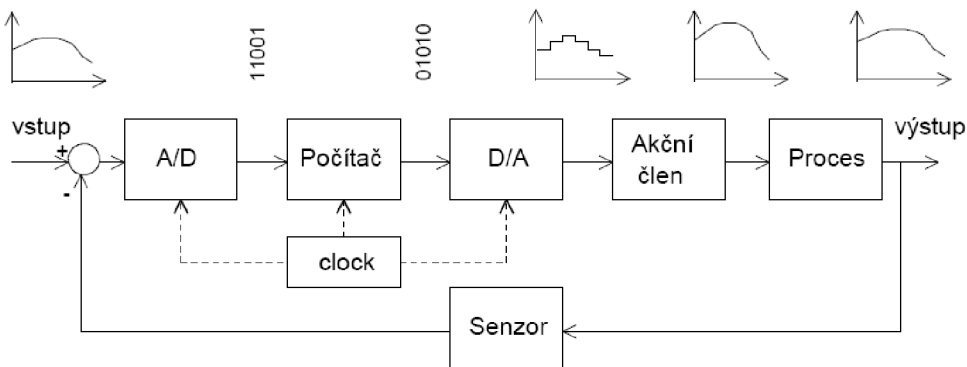 11001
01010
vstup
+
-
A/D
Počítač
D/A
Akční
člen
Proces
výstup
clock
Senzor